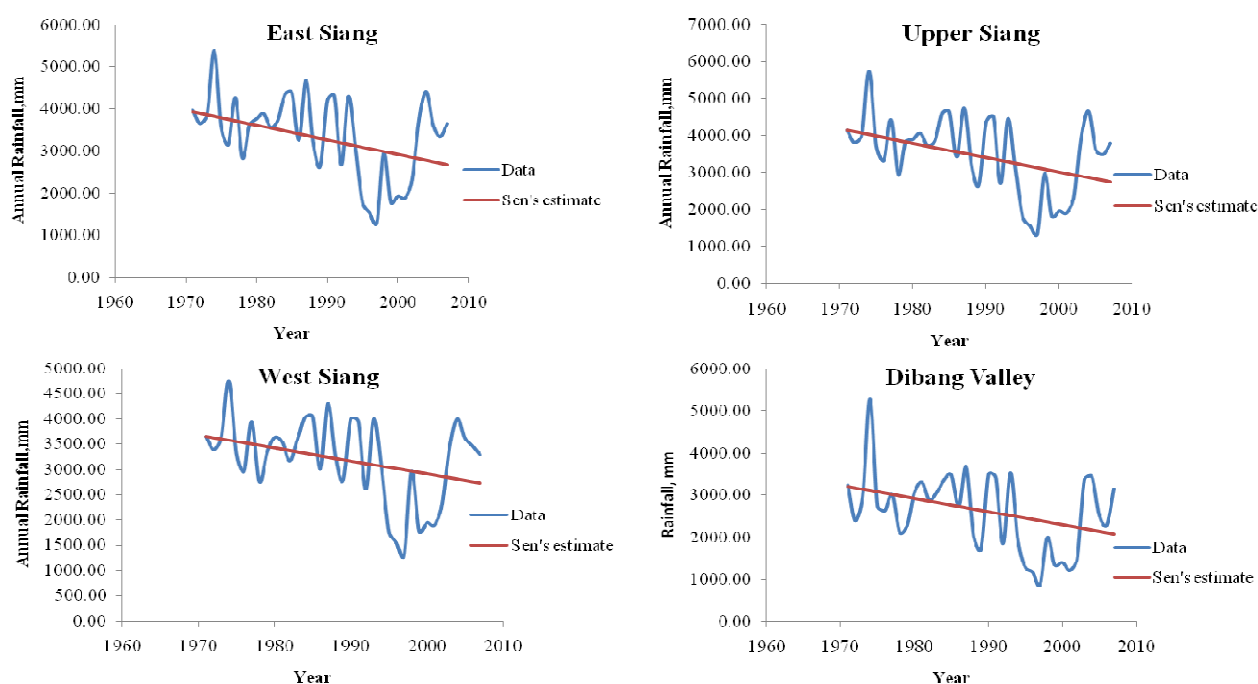 East Siang
6000.00
5000.00
4000.00
3000.00
2000.00
1000.00
0.00
Annual Rainfall,mm
1960 1970 1980 1990 2000 2010
Year
Data
Sen's estimate
Upper Siang
7000.00
6000.00
5000.00
4000.00
3000.00
2000.00
1000.00
0.00
Annual Rainfall,mm
1960 1970 1980 1990 2000 2010
Year
Data
Sen's estimate
West Siang
5000.00
4500.00
4000.00
3500.00
3000.00
2500.00
2000.00
1500.00
1000.00
500.00
0.00
Annual Rainfall,mm
1960 1970 1980 1990 2000 2010
Year
Data
Sen's estimate
Dibang Valley
6000.00
5000.00
4000.00
3000.00
2000.00
1000.00
0.00
Rainfall, mm
1960 1970 1980 1990 2000 2010
Year
Data
Sen's estimate